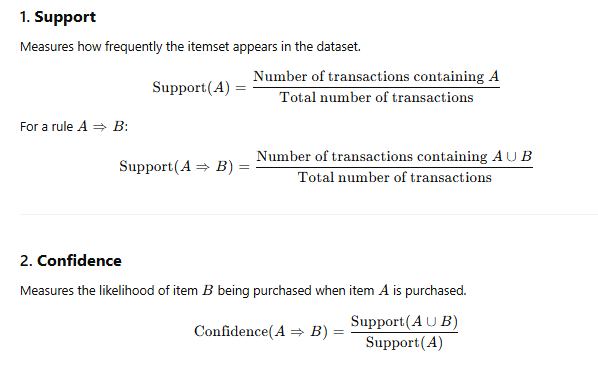 1. Support
Measures how frequently the itemset appears in the dataset.
Support(A) = Number of transactions containing A / Total number of transactions
For a rule A ⇒ B:
Support(A ⇒ B) = Number of transactions containing A ∪ B / Total number of transactions
2. Confidence
Measures the likelihood of item B being purchased when item A is purchased.
Confidence(A ⇒ B) = Support(A ∪ B) / Support(A)